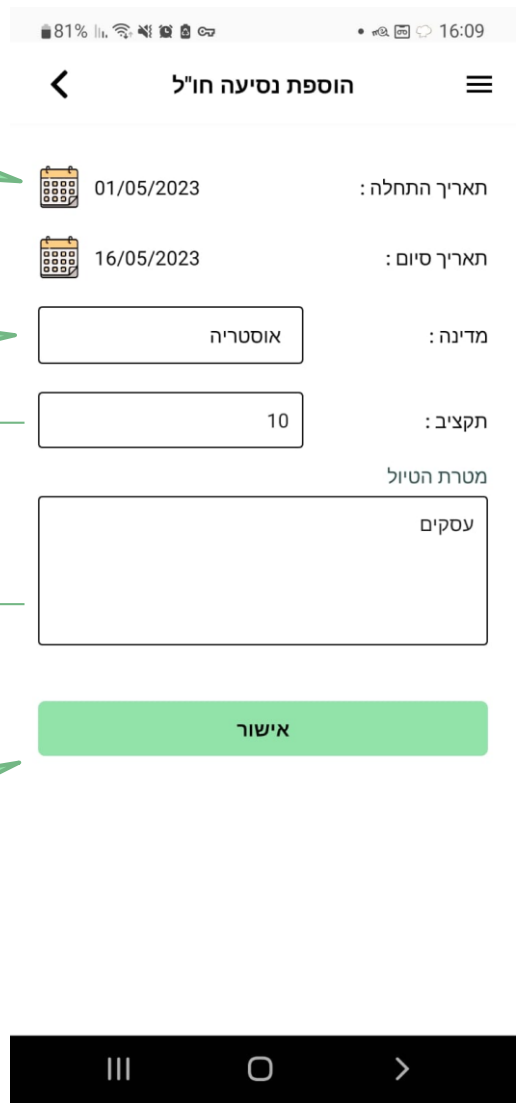 81% 16:09
הוספת נסיעה חו"ל
תאריך התחלה : 01/05/2023
תאריך סיום : 16/05/2023
מדינה : אוסטריה
תקציב : 10
מטרת הטיול
עסקים
אישור